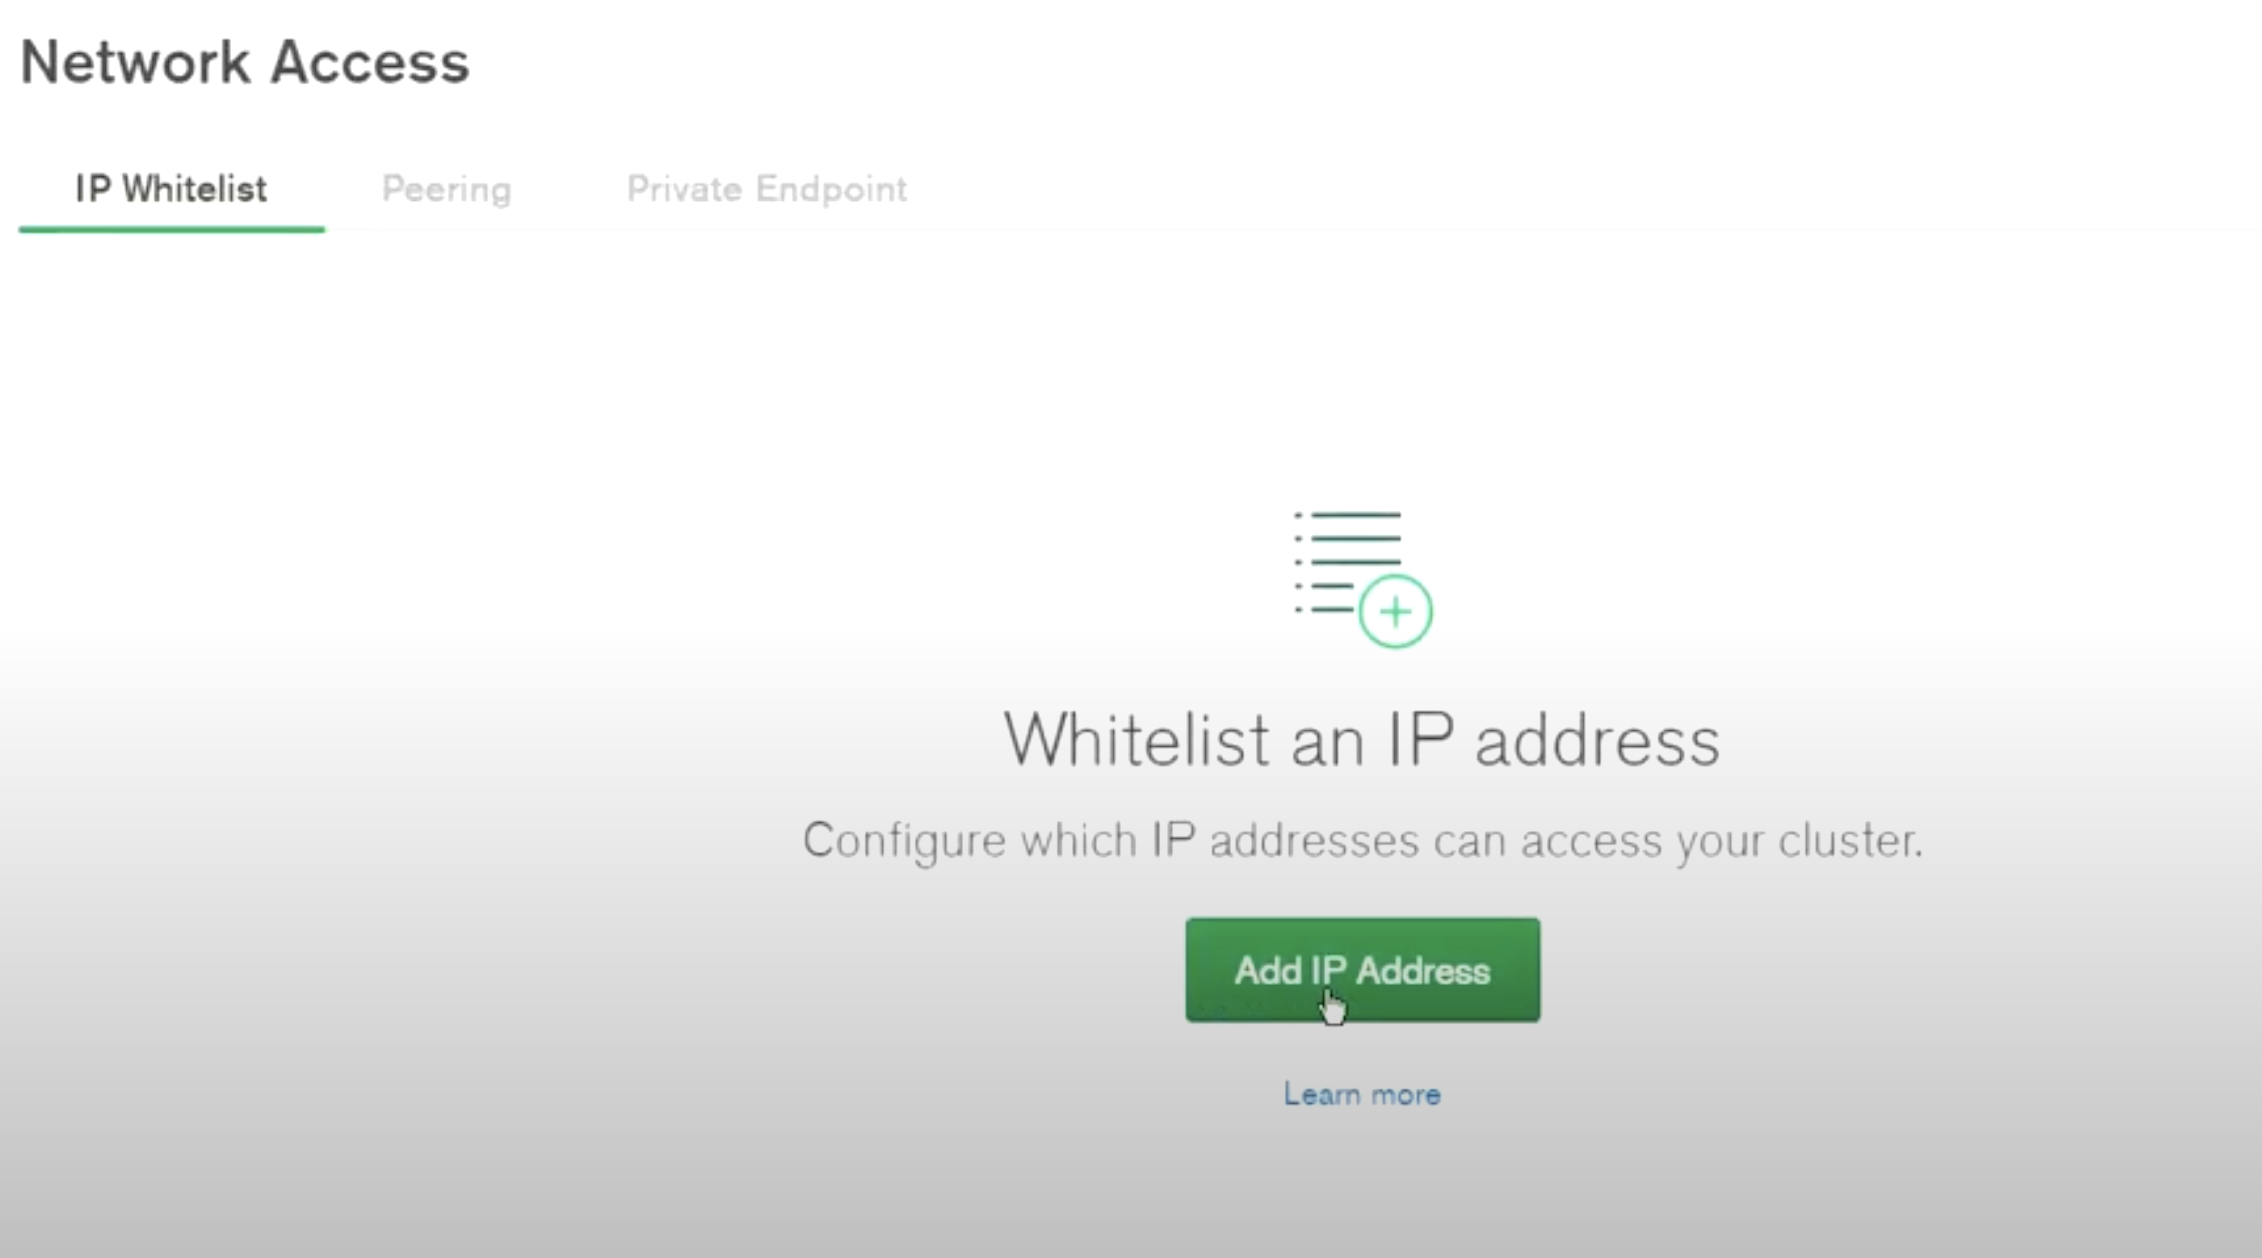 Network Access
IP Whitelist Peering Private Endpoint
Whitelist an IP address
Configure which IP addresses can access your cluster.
Add IP Address
Learn more